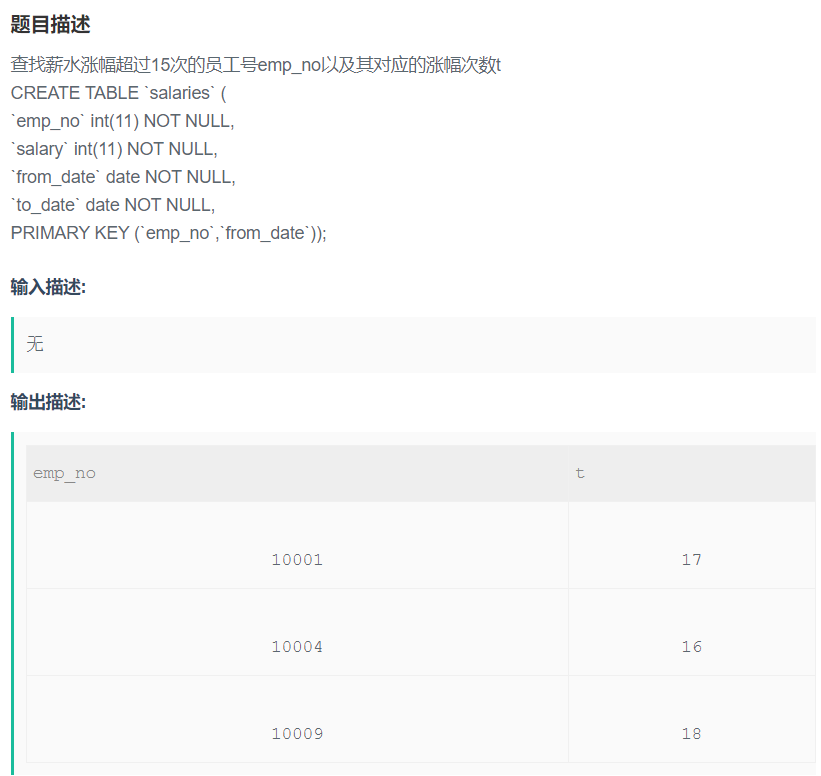 题目描述
查找薪水涨幅超过15次的员工号emp_no以及其对应的涨幅次数t
CREATE TABLE `salaries` (
`emp_no` int(11) NOT NULL,
`salary` int(11) NOT NULL,
`from_date` date NOT NULL,
`to_date` date NOT NULL,
PRIMARY KEY (`emp_no`,`from_date`));
输入描述:
无
输出描述:
emp_no t
10001 17
10004 16
10009 18